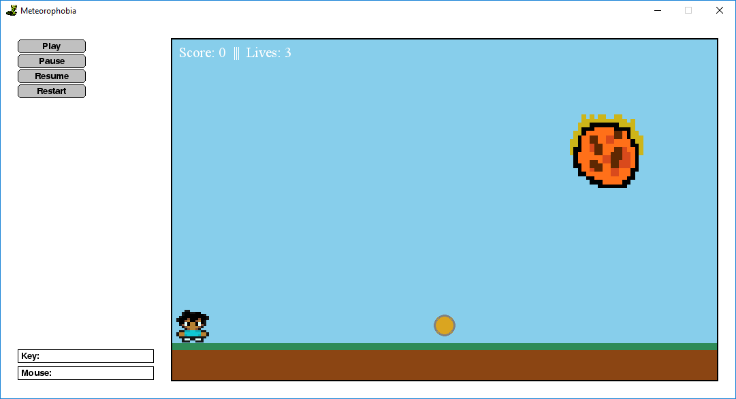 Meteorophobia
Play
Pause
Resume
Restart
Score: 0 || Lives: 3
Key:
Mouse: